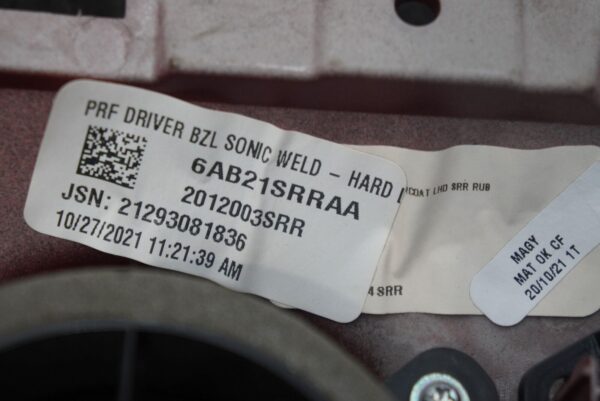 PRF DRIVER BZL SONIC WELD - HARD
6AB21SRRAA
2012003SRR
JSN: 21293081836
10/27/2021 11:21:39 AM
LHD SRR RUB
4 SRR
MAGY
MAT OK CF
20/10/21 1T